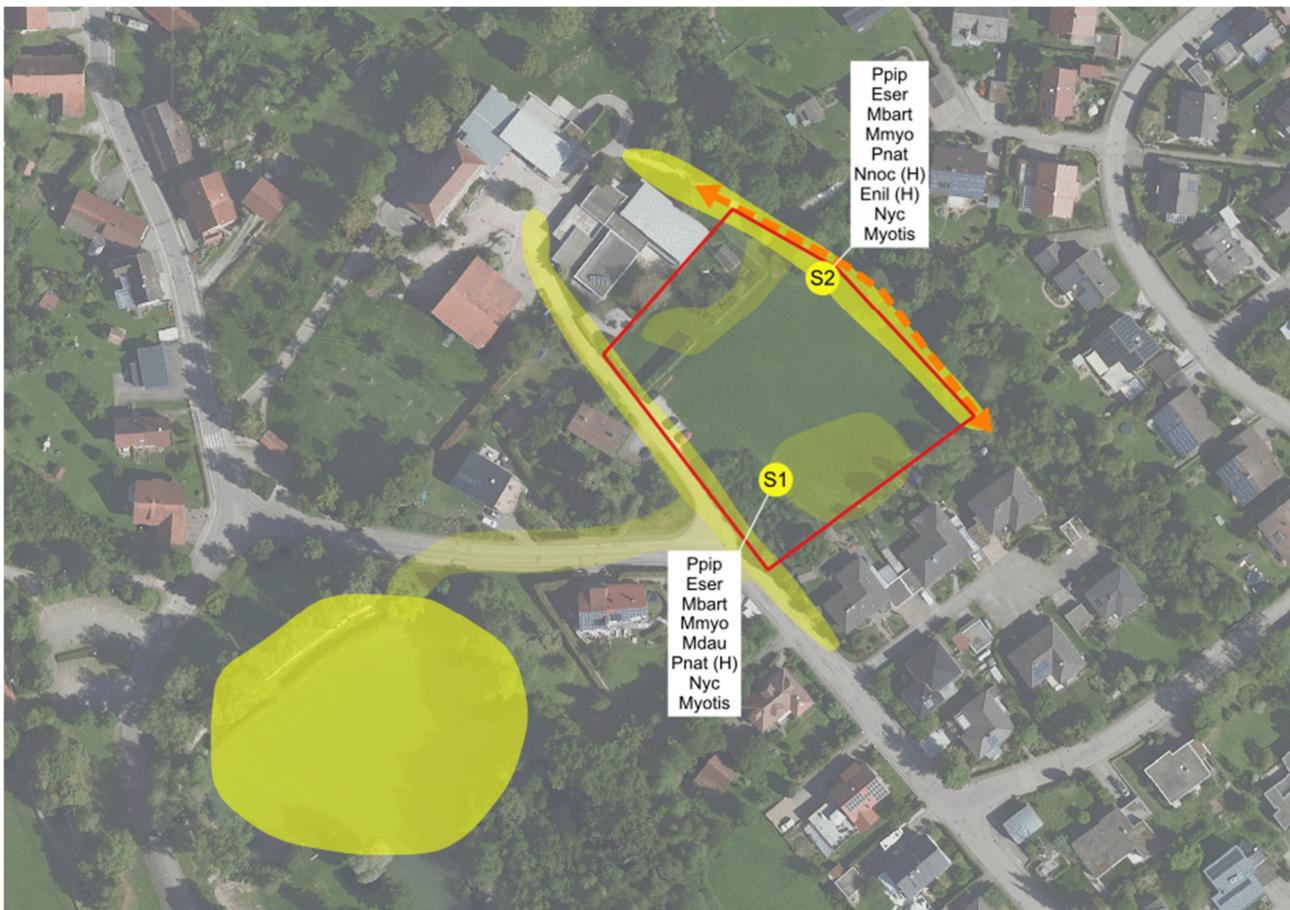 Ppip
Eser
Mbart
Mmyo
Pnat
Nnoc (H)
Enil (H)
Nyc
Myotis
S2
S1
Ppip
Eser
Mbart
Mmyo
Mdau
Pnat (H)
Nyc
Myotis